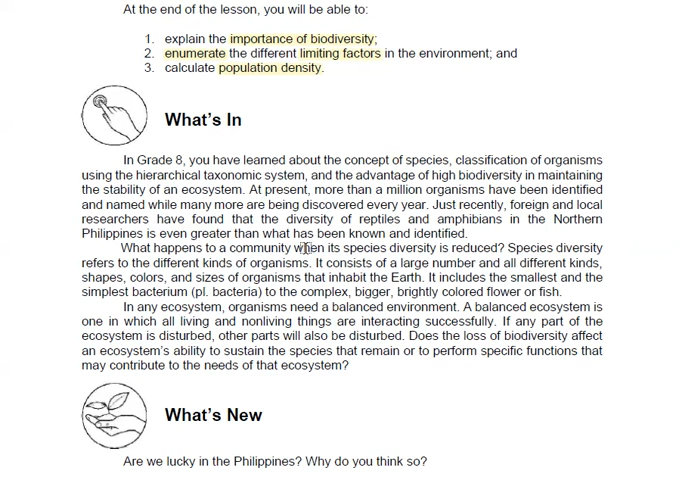 At the end of the lesson, you will be able to:
1. explain the importance of biodiversity;
2. enumerate the different limiting factors in the environment; and
3. calculate population density.
What's In
In Grade 8, you have learned about the concept of species, classification of organisms
using the hierarchical taxonomic system, and the advantage of high biodiversity in maintaining
the stability of an ecosystem. At present, more than a million organisms have been identified
and named while many more are being discovered every year. Just recently, foreign and local
researchers have found that the diversity of reptiles and amphibians in the Northern
Philippines is even greater than what has been known and identified.
What happens to a community when its species diversity is reduced? Species diversity
refers to the different kinds of organisms. It consists of a large number and all different kinds,
shapes, colors, and sizes of organisms that inhabit the Earth. It includes the smallest and the
simplest bacterium (pl. bacteria) to the complex, bigger, brightly colored flower or fish.
In any ecosystem, organisms need a balanced environment. A balanced ecosystem is
one in which all living and nonliving things are interacting successfully. If any part of the
ecosystem is disturbed, other parts will also be disturbed. Does the loss of biodiversity affect
an ecosystem's ability to sustain the species that remain or to perform specific functions that
may contribute to the needs of that ecosystem?
What's New
Are we lucky in the Philippines? Why do you think so?